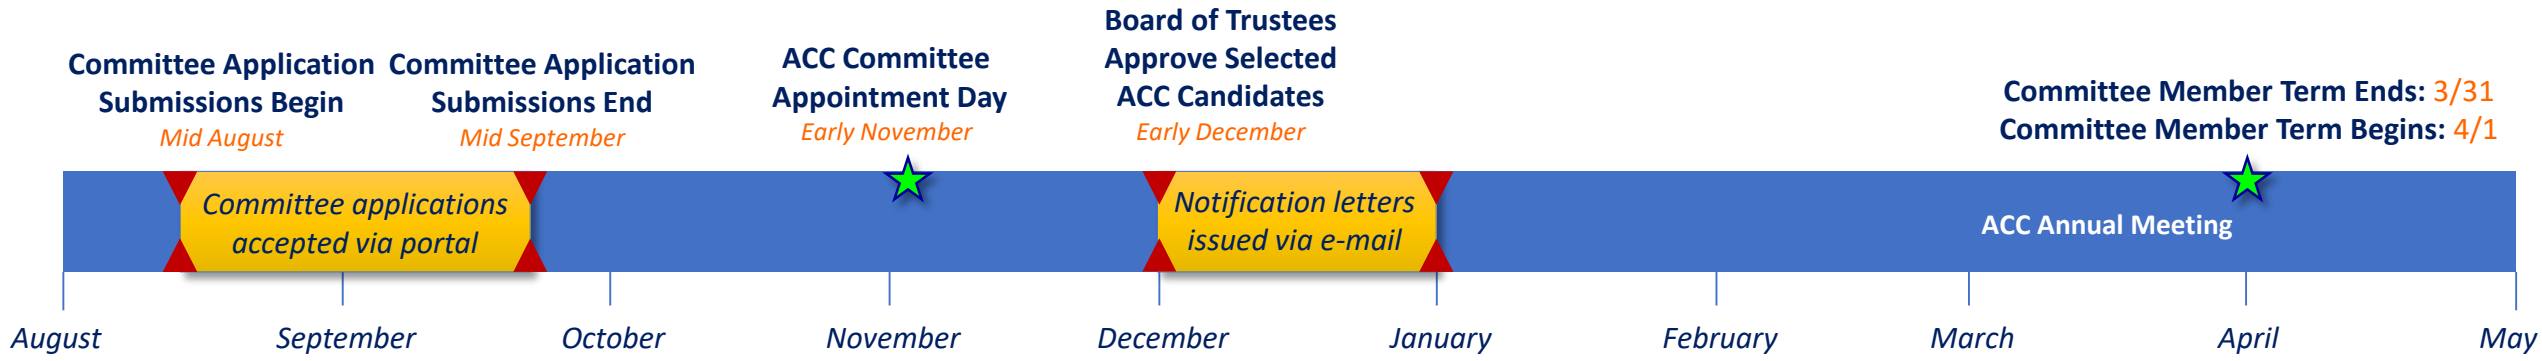 Committee Application
Submissions Begin
Mid August
Committee Application
Submissions End
Mid September
ACC Committee
Appointment Day
Early November
Board of Trustees
Approve Selected
ACC Candidates
Early December
Committee Member Term Ends: 3/31
Committee Member Term Begins: 4/1
Committee applications
accepted via portal
Notification letters
issued via e-mail
ACC Annual Meeting
August
September
October
November
December
January
February
March
April
May